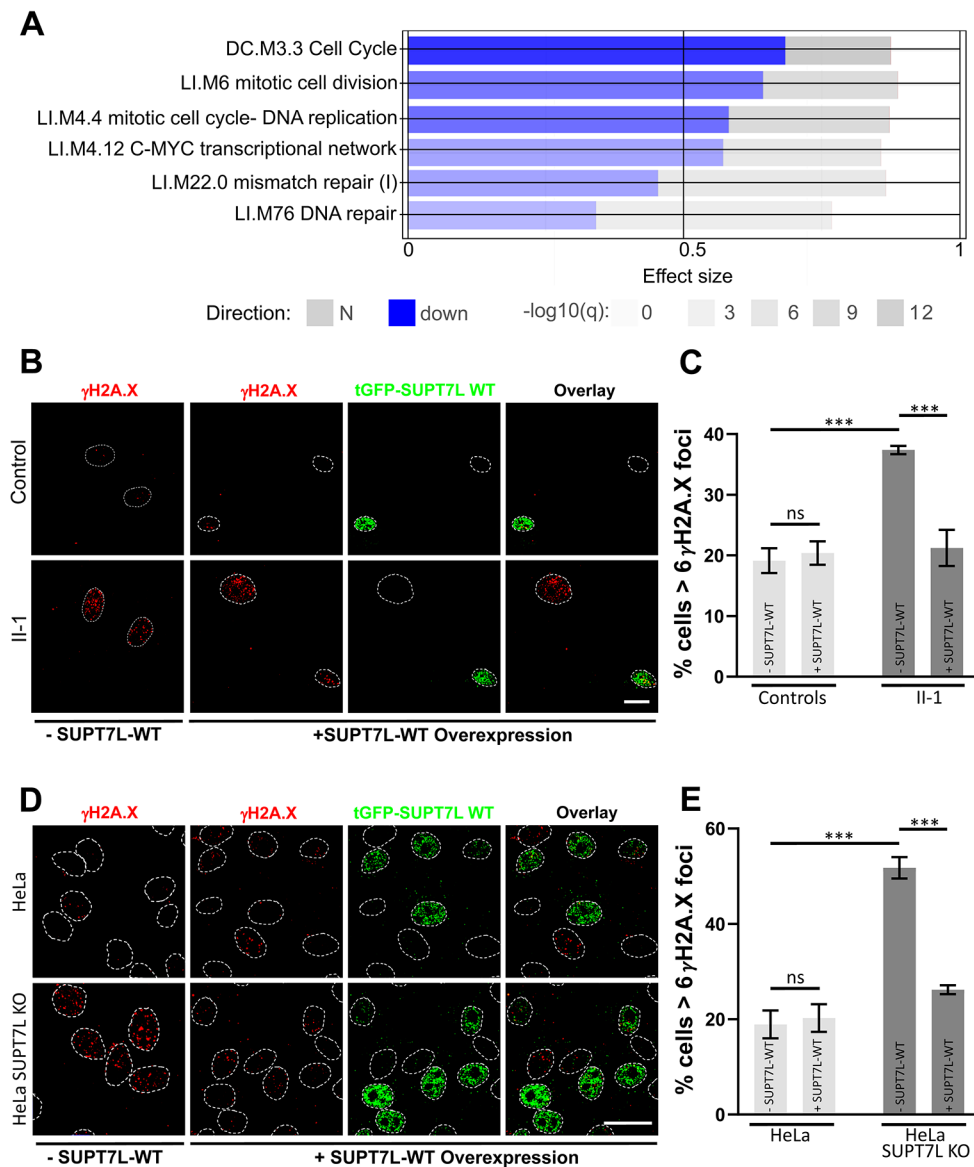 A
DC.M3.3 Cell Cycle
LI.M6 mitotic cell division
LI.M4.4 mitotic cell cycle- DNA replication
LI.M4.12 C-MYC transcriptional network
LI.M22.0 mismatch repair (I)
LI.M76 DNA repair
0 0.5 1
Effect size
Direction: N down -log10(q): 0 3 6 9 12
B
γH2A.X γH2A.X tGFP-SUPT7L WT Overlay
Control
II-1
- SUPT7L-WT +SUPT7L-WT Overexpression
C
% cells > 6 γH2A.X foci
40
30
20
10
0
*** ***
ns
- SUPT7L-WT
+ SUPT7L-WT
- SUPT7L-WT
+ SUPT7L-WT
Controls II-1
D
γH2A.X γH2A.X tGFP-SUPT7L WT Overlay
HeLa
HeLa SUPT7L KO
- SUPT7L-WT + SUPT7L-WT Overexpression
E
% cells > 6 γH2A.X foci
60
40
20
0
*** ***
ns
- SUPT7L-WT
+ SUPT7L-WT
- SUPT7L-WT
+ SUPT7L-WT
HeLa HeLa
SUPT7L KO